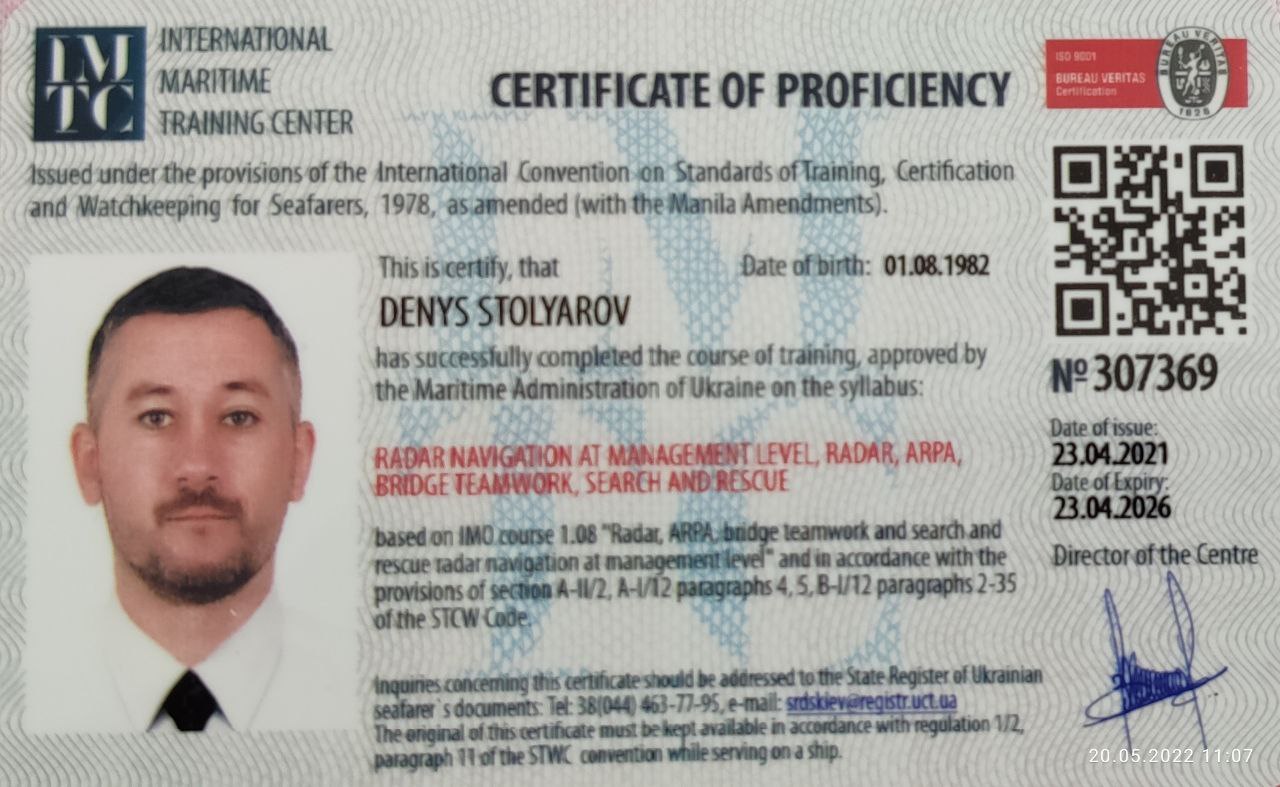 IM
TC
INTERNATIONAL
MARITIME
TRAINING CENTER
CERTIFICATE OF PROFICIENCY
ISO 9001
BUREAU VERITAS
Certification
BUREAU VERITAS
1828
Issued under the provisions of the International Convention on Standards of Training, Certification
and Watchkeeping for Seafarers, 1978, as amended (with the Manila Amendments).
This is certify, that
Date of birth: 01.08.1982
DENYS STOLYAROV
has successfully completed the course of training, approved by
the Maritime Administration of Ukraine on the syllabus:
RADAR NAVIGATION AT MANAGEMENT LEVEL, RADAR, ARPA,
BRIDGE TEAMWORK, SEARCH AND RESCUE
based on IMO course 1.08 "Radar, ARPA, bridge teamwork and search and
rescue radar navigation at management level" and in accordance with the
provisions of section A-II/2, A-I/12 paragraphs 4, 5, B-I/12 paragraphs 2-35
of the STCW Code.
Inquiries concerning this certificate should be addressed to the State Register of Ukrainian
seafarer`s documents: Tel: 38(044) 463-77-95, e-mail: srdskiev@registr.uct.ua
The original of this certificate must be kept available in accordance with regulation 1/2,
paragraph 11 of the STWC convention while serving on a ship.
№ 307369
Date of issue:
23.04.2021
Date of Expiry:
23.04.2026
Director of the Centre
20.05.2022 11:07